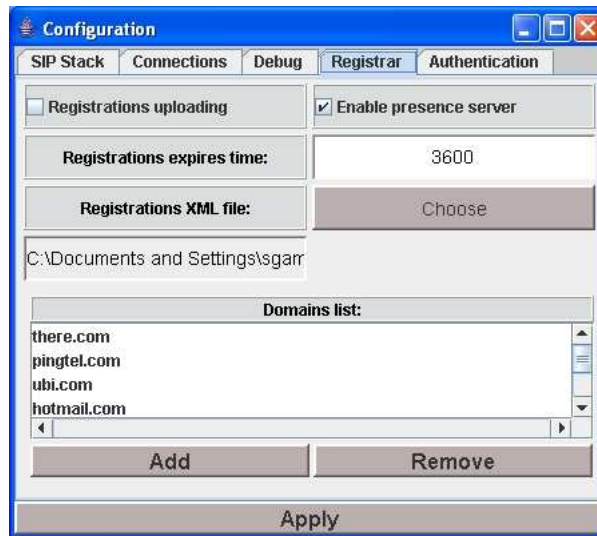 Configuration
SIP Stack Connections Debug Registrar Authentication
Registrations uploading Enable presence server
Registrations expires time: 3600
Registrations XML file: Choose
C:\Documents and Settings\sgam
Domains list:
there.com
pingtel.com
ubi.com
hotmail.com
Add Remove
Apply